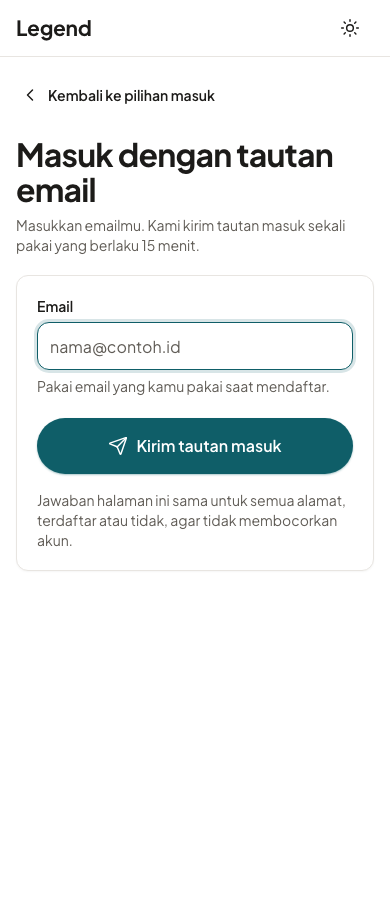 Legend
Kembali ke pilihan masuk
Masuk dengan tautan
email
Masukkan emailmu. Kami kirim tautan masuk sekali
pakai yang berlaku 15 menit.
Email
nama@contoh.id
Pakai email yang kamu pakai saat mendaftar.
Kirim tautan masuk
Jawaban halaman ini sama untuk semua alamat,
terdaftar atau tidak, agar tidak membocorkan
akun.